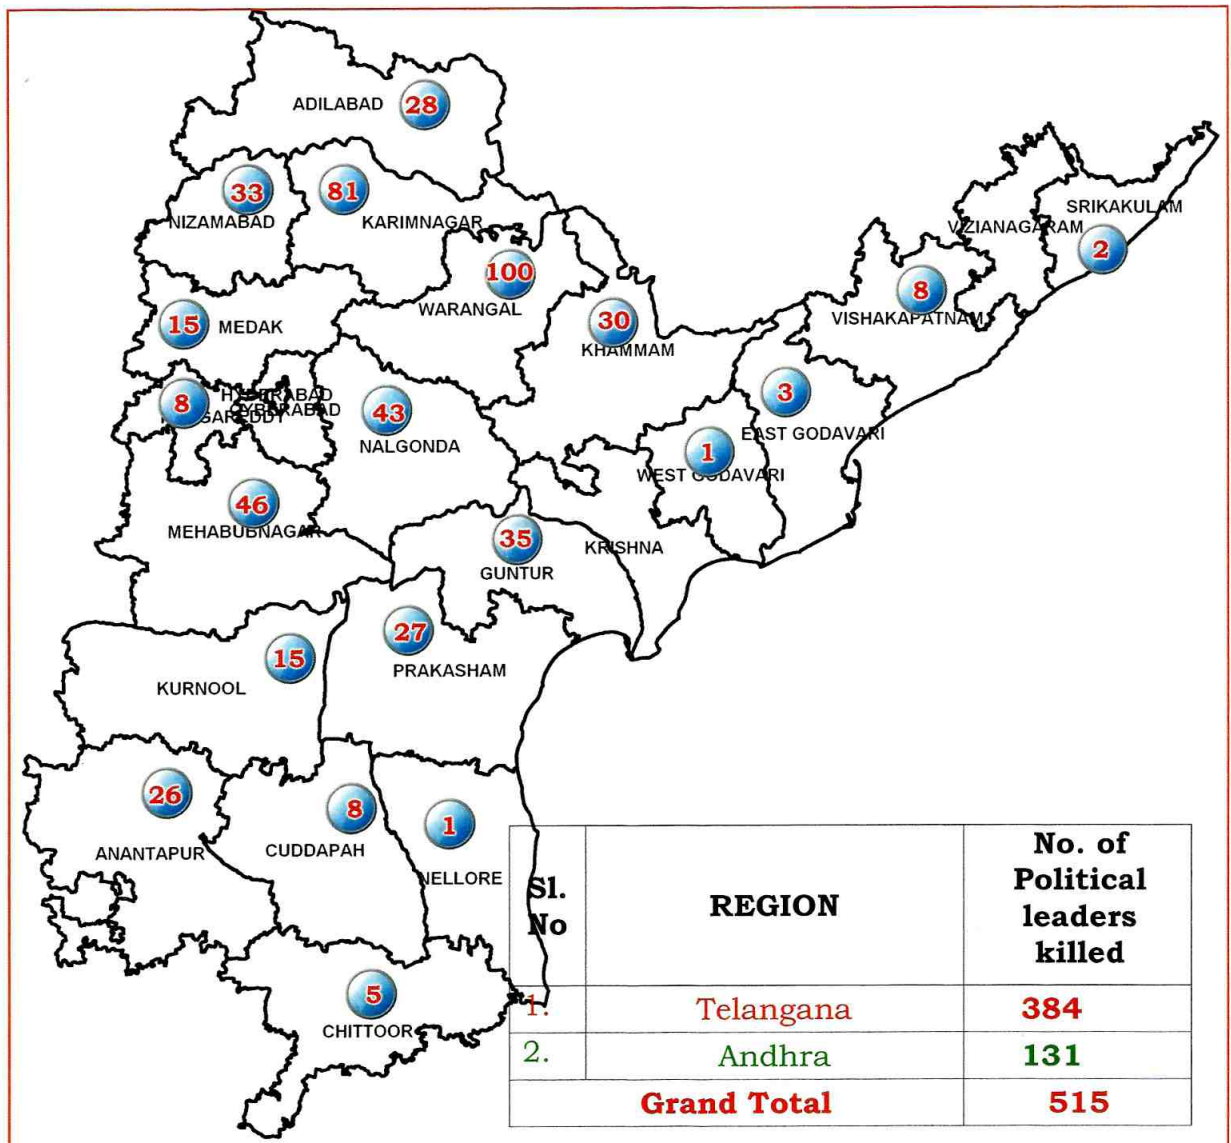 ADILABAD
28
33
NIZAMABAD
81
KARIMNAGAR
100
WARANGAL
15
MEDAK
30
KHAMMAM
SRIKAKULAM
2
VIZIANAGARAM
8
VISHAKAPATNAM
8
HYDERABAD
CYBERABAD
43
NALGONDA
3
EAST GODAVARI
1
WEST GODAVARI
46
MEHABUBNAGAR
35
GUNTUR
KRISHNA
15
KURNOOL
27
PRAKASHAM
26
ANANTAPUR
8
CUDDAPAH
1
NELLORE
5
CHITTOOR
Sl. No REGION No. of Political leaders killed
1. Telangana 384
2. Andhra 131
Grand Total 515